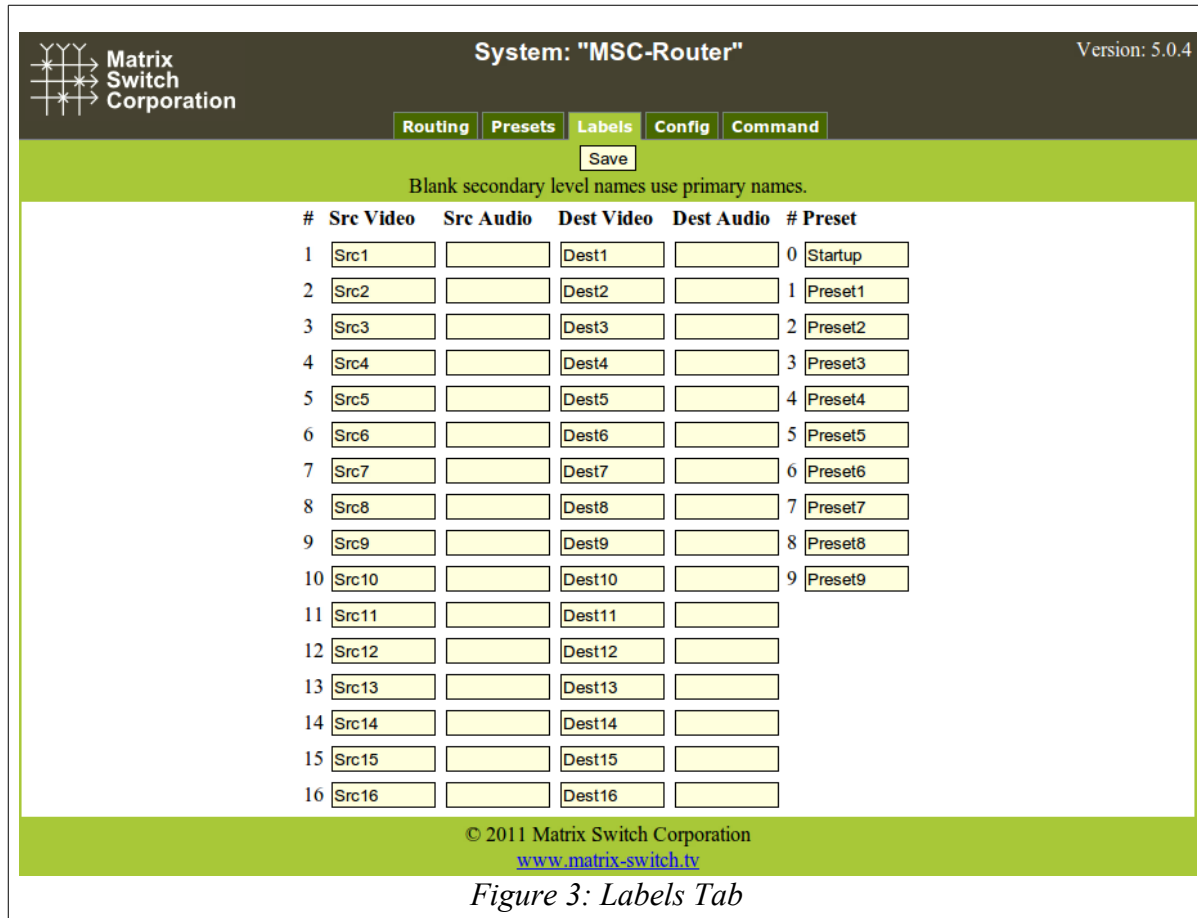 Matrix
Switch
Corporation
System: "MSC-Router"
Version: 5.0.4
Routing Presets Labels Config Command
Save
Blank secondary level names use primary names.
# Src Video Src Audio Dest Video Dest Audio # Preset
1 Src1 Dest1 0 Startup
2 Src2 Dest2 1 Preset1
3 Src3 Dest3 2 Preset2
4 Src4 Dest4 3 Preset3
5 Src5 Dest5 4 Preset4
6 Src6 Dest6 5 Preset5
7 Src7 Dest7 6 Preset6
8 Src8 Dest8 7 Preset7
9 Src9 Dest9 8 Preset8
10 Src10 Dest10 9 Preset9
11 Src11 Dest11
12 Src12 Dest12
13 Src13 Dest13
14 Src14 Dest14
15 Src15 Dest15
16 Src16 Dest16
© 2011 Matrix Switch Corporation
www.matrix-switch.tv
Figure 3: Labels Tab